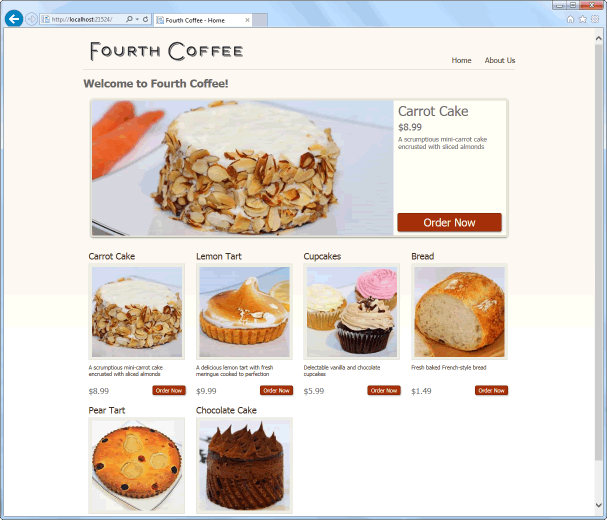 http://localhost:21524/
Fourth Coffee - Home
FOURTH COFFEE
Home About Us
Welcome to Fourth Coffee!
Carrot Cake
$8.99
A scrumptious mini-carrot cake
encrusted with sliced almonds
Order Now
Carrot Cake
A scrumptious mini-carrot cake
encrusted with sliced almonds
$8.99 Order Now
Lemon Tart
A delicious lemon tart with fresh
meringue cooked to perfection
$9.99 Order Now
Cupcakes
Delectable vanilla and chocolate
cupcakes
$5.99 Order Now
Bread
Fresh baked French-style bread
$1.49 Order Now
Pear Tart
Chocolate Cake